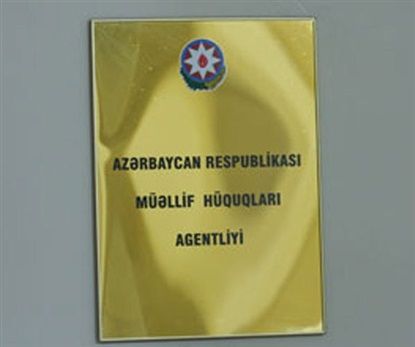 AZƏRBAYCAN RESPUBLİKASI
MÜƏLLİF HÜQUQLARI
AGENTLİYİ